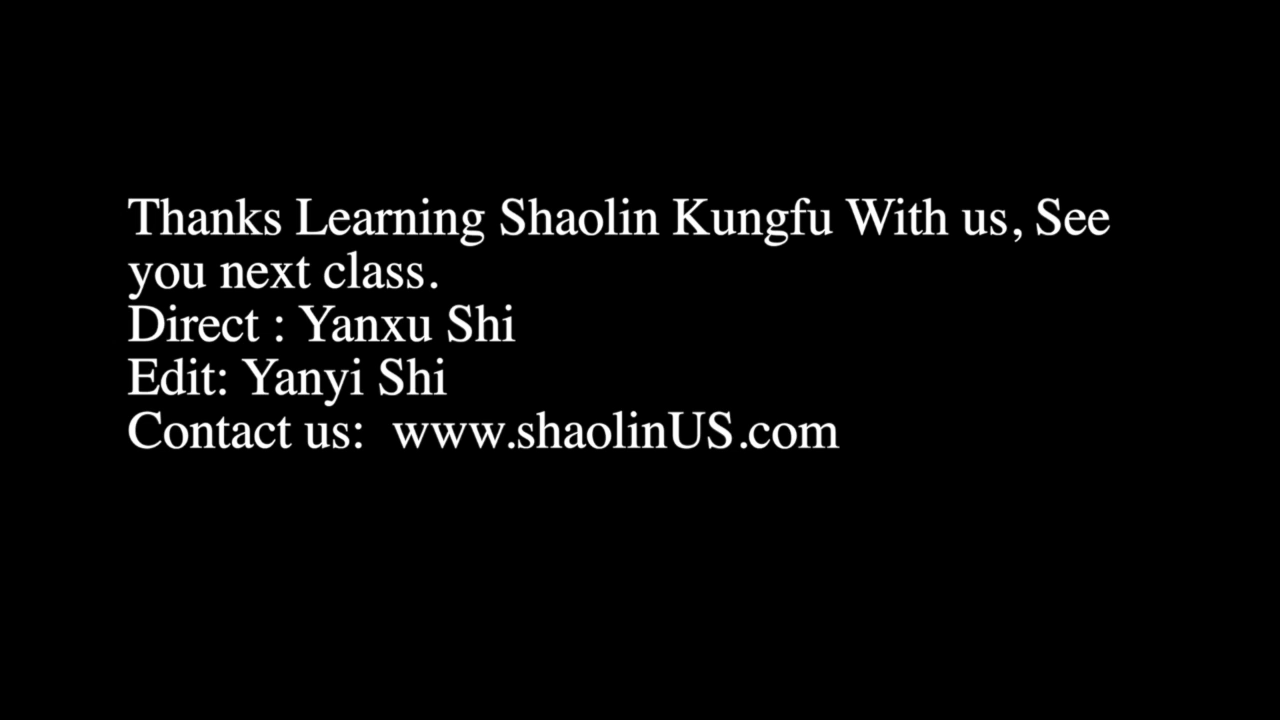 Thanks Learning Shaolin Kungfu With us, See
you next class.
Direct : Yanxu Shi
Edit: Yanyi Shi
Contact us:  www.shaolinUS.com